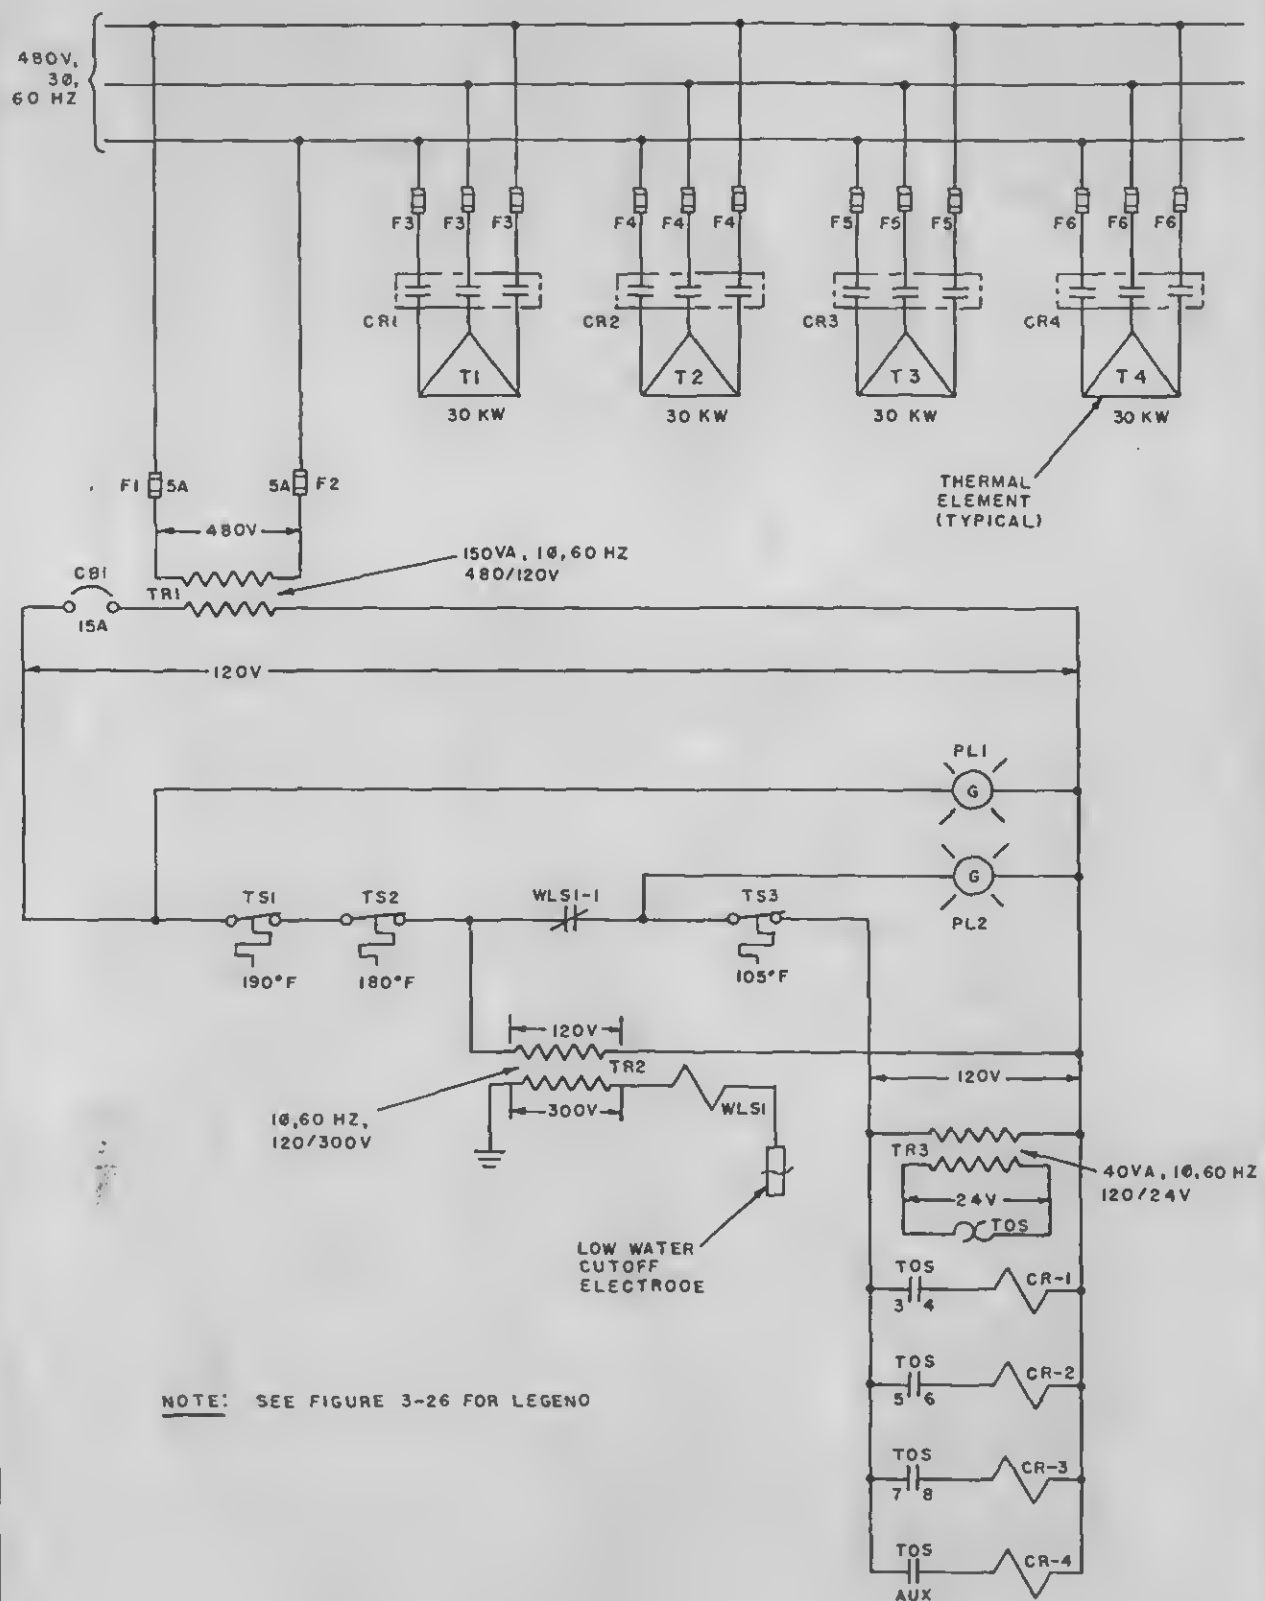 480V,
3Ø,
60 HZ
F3 F3 F3 F4 F4 F4 F5 F5 F5 F6 F6 F6
CR1 CR2 CR3 CR4
T1 T2 T3 T4
30 KW 30 KW 30 KW 30 KW
THERMAL
ELEMENT
(TYPICAL)
F1 5A 5A F2
480V
150VA, 1Ø, 60 HZ
480/120V
CB1
TR1
15A
120V
PL1
G
G
PL2
TS1 TS2 WLS1-1 TS3
190°F 180°F 105°F
120V
TR2
300V
WLS1
1Ø, 60 HZ,
120/300V
LOW WATER
CUTOFF
ELECTRODE
120V
TR3
40VA, 1Ø, 60 HZ
120/24V
24V
TOS
TOS
3 4
CR-1
TOS
5 6
CR-2
TOS
7 8
CR-3
TOS
AUX
CR-4
NOTE: SEE FIGURE 3-26 FOR LEGEND